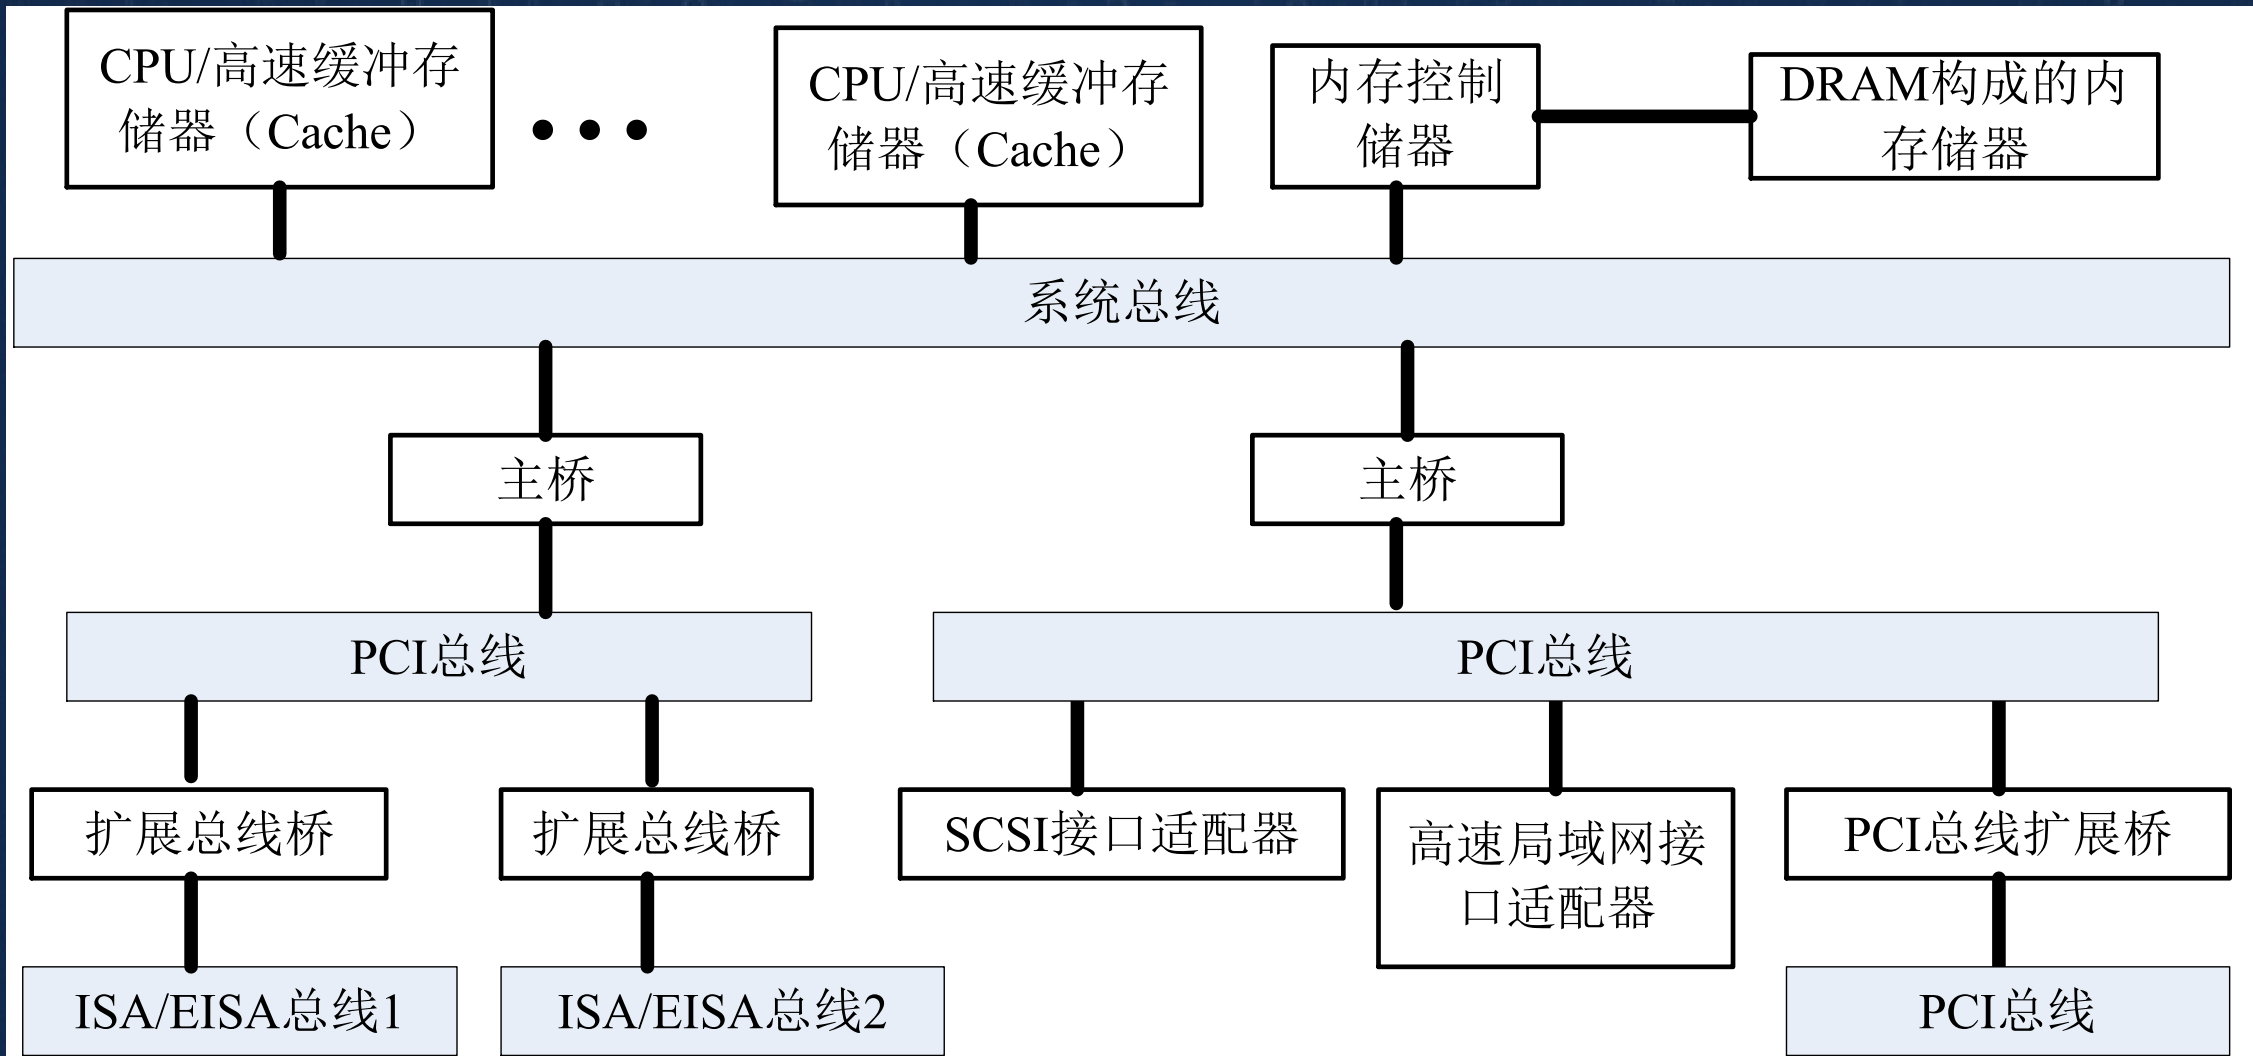 CPU/高速缓冲存
储器（Cache）
CPU/高速缓冲存
储器（Cache）
内存控制
储器
DRAM构成的内
存储器
系统总线
主桥
主桥
PCI总线
PCI总线
扩展总线桥
扩展总线桥
SCSI接口适配器
高速局域网接
口适配器
PCI总线扩展桥
ISA/EISA总线1
ISA/EISA总线2
PCI总线